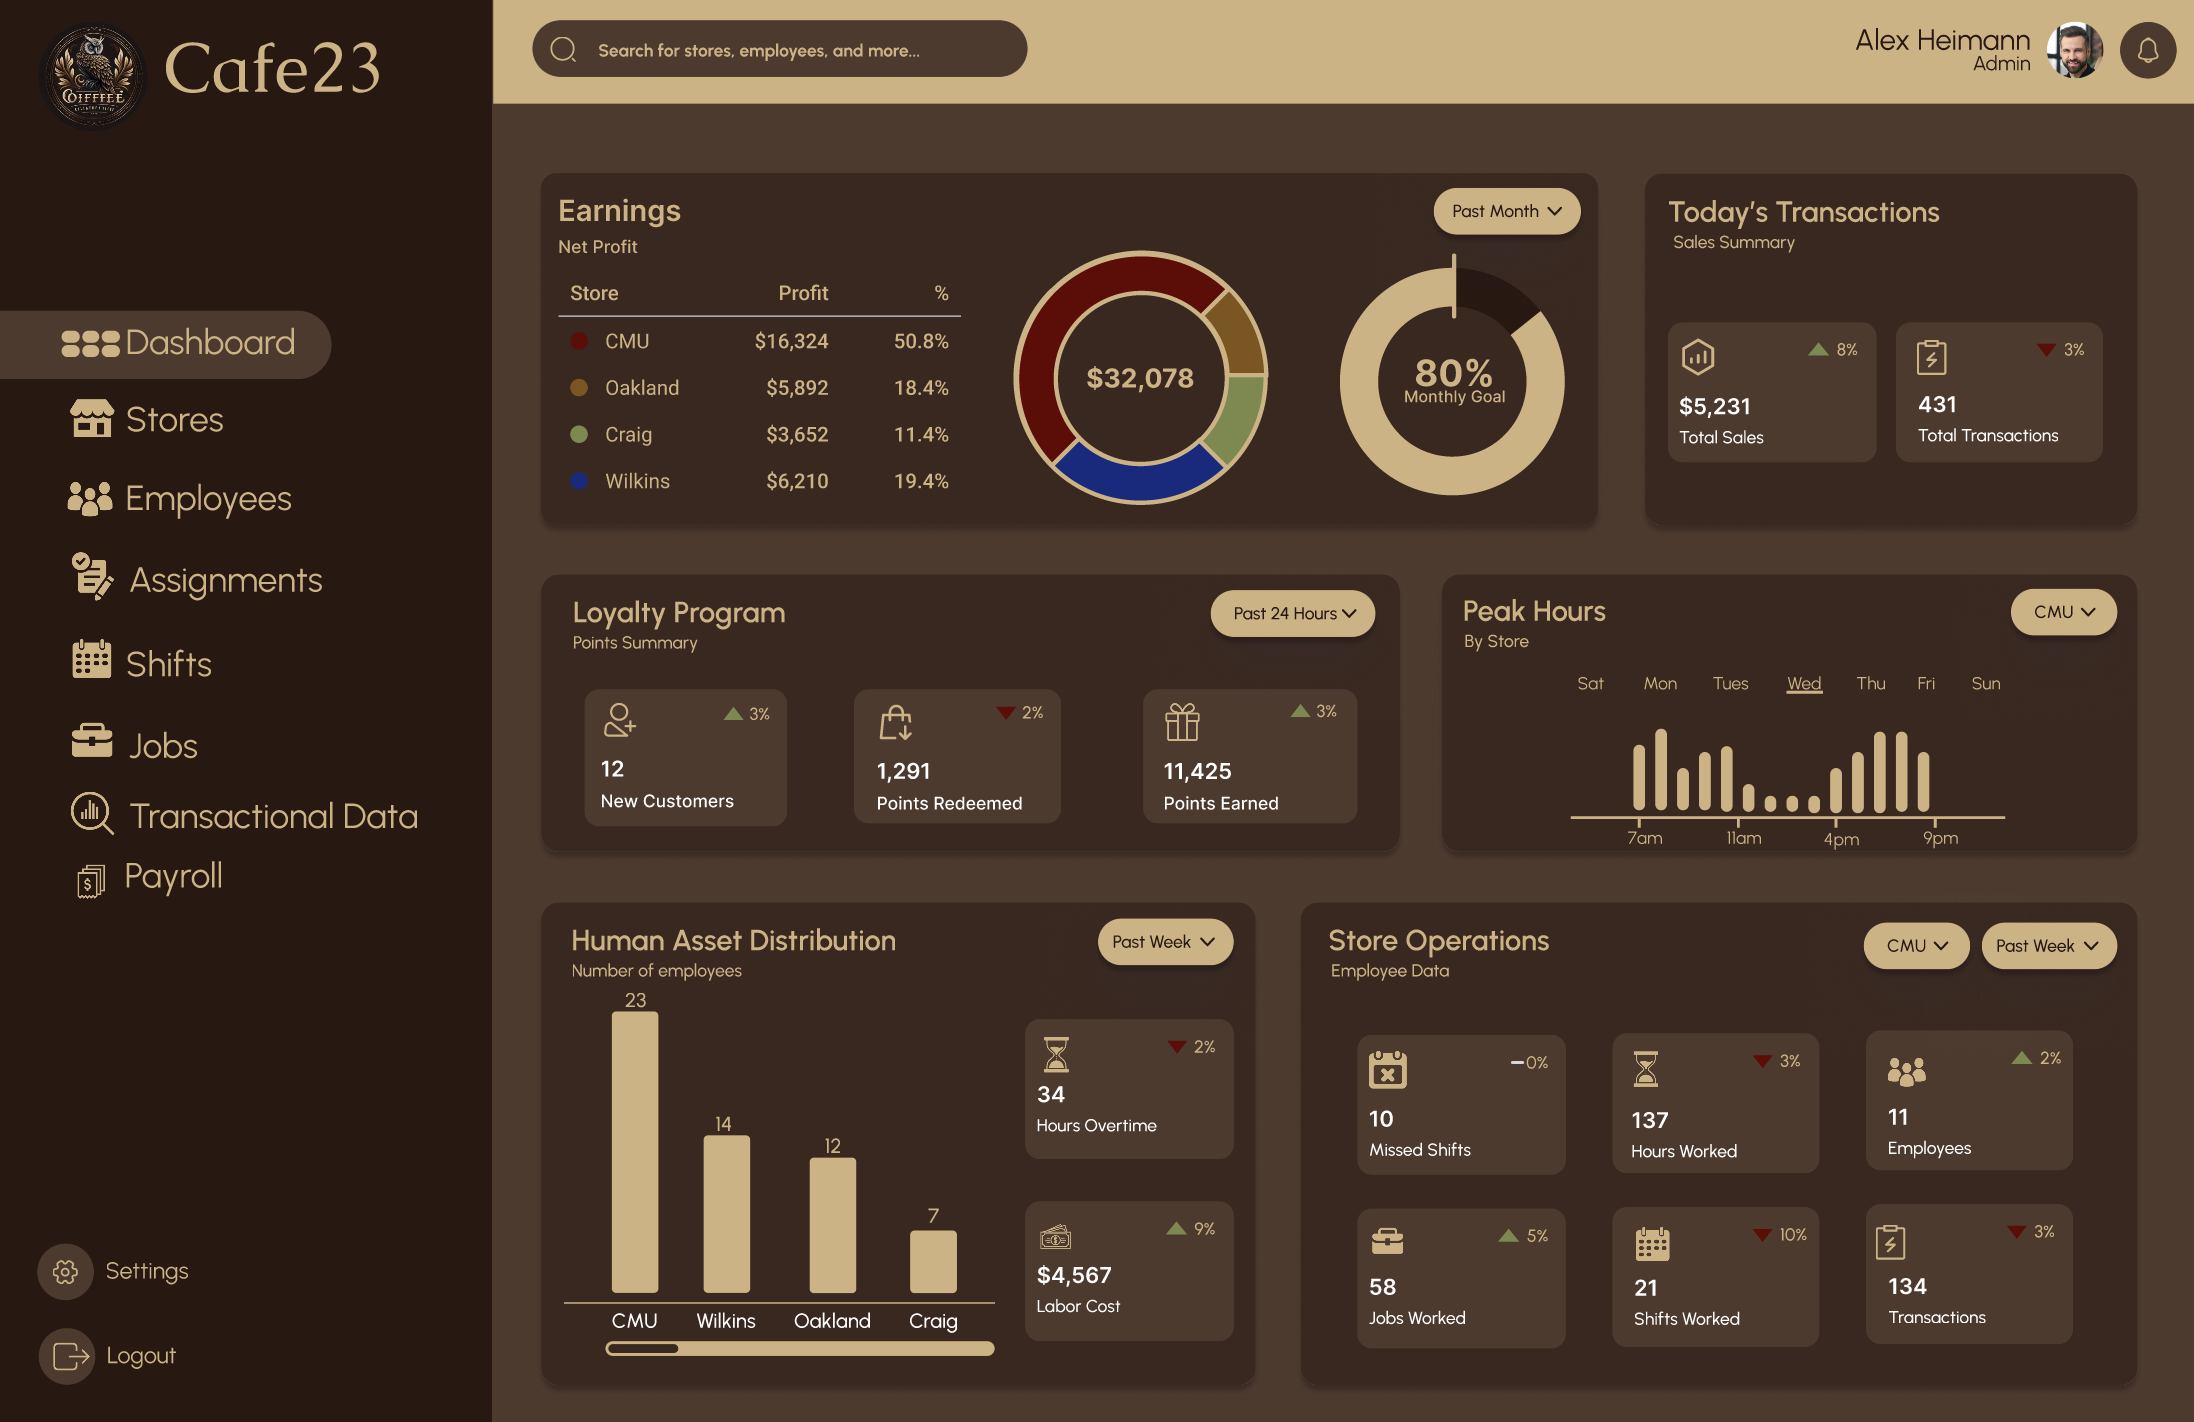 COFFFEE
Cafe23
Search for stores, employees, and more...
Alex Heimann
Admin
Dashboard
Stores
Employees
Assignments
Shifts
Jobs
Transactional Data
Payroll
Settings
Logout
Earnings
Net Profit
Past Month
Store Profit %
CMU $16,324 50.8%
Oakland $5,892 18.4%
Craig $3,652 11.4%
Wilkins $6,210 19.4%
$32,078
80%
Monthly Goal
Today's Transactions
Sales Summary
8%
$5,231
Total Sales
3%
431
Total Transactions
Loyalty Program
Points Summary
Past 24 Hours
3%
12
New Customers
2%
1,291
Points Redeemed
3%
11,425
Points Earned
Peak Hours
By Store
CMU
Sat Mon Tues Wed Thu Fri Sun
7am 11am 4pm 9pm
Human Asset Distribution
Number of employees
Past Week
23
14
12
7
CMU Wilkins Oakland Craig
2%
34
Hours Overtime
9%
$4,567
Labor Cost
Store Operations
Employee Data
CMU
Past Week
0%
10
Missed Shifts
3%
137
Hours Worked
2%
11
Employees
5%
58
Jobs Worked
10%
21
Shifts Worked
3%
134
Transactions